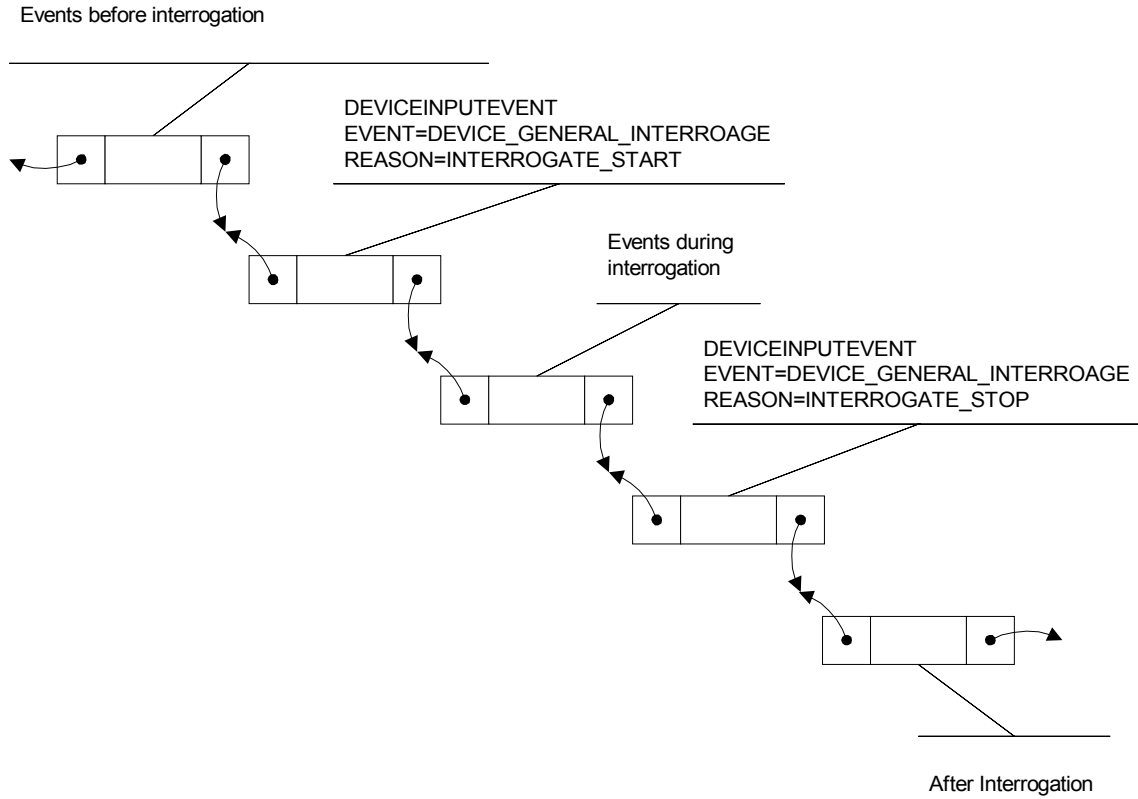 Events before interrogation
DEVICEINPUTEVENT
EVENT=DEVICE_GENERAL_INTERROAGE
REASON=INTERROGATE_START
Events during
interrogation
DEVICEINPUTEVENT
EVENT=DEVICE_GENERAL_INTERROAGE
REASON=INTERROGATE_STOP
After Interrogation